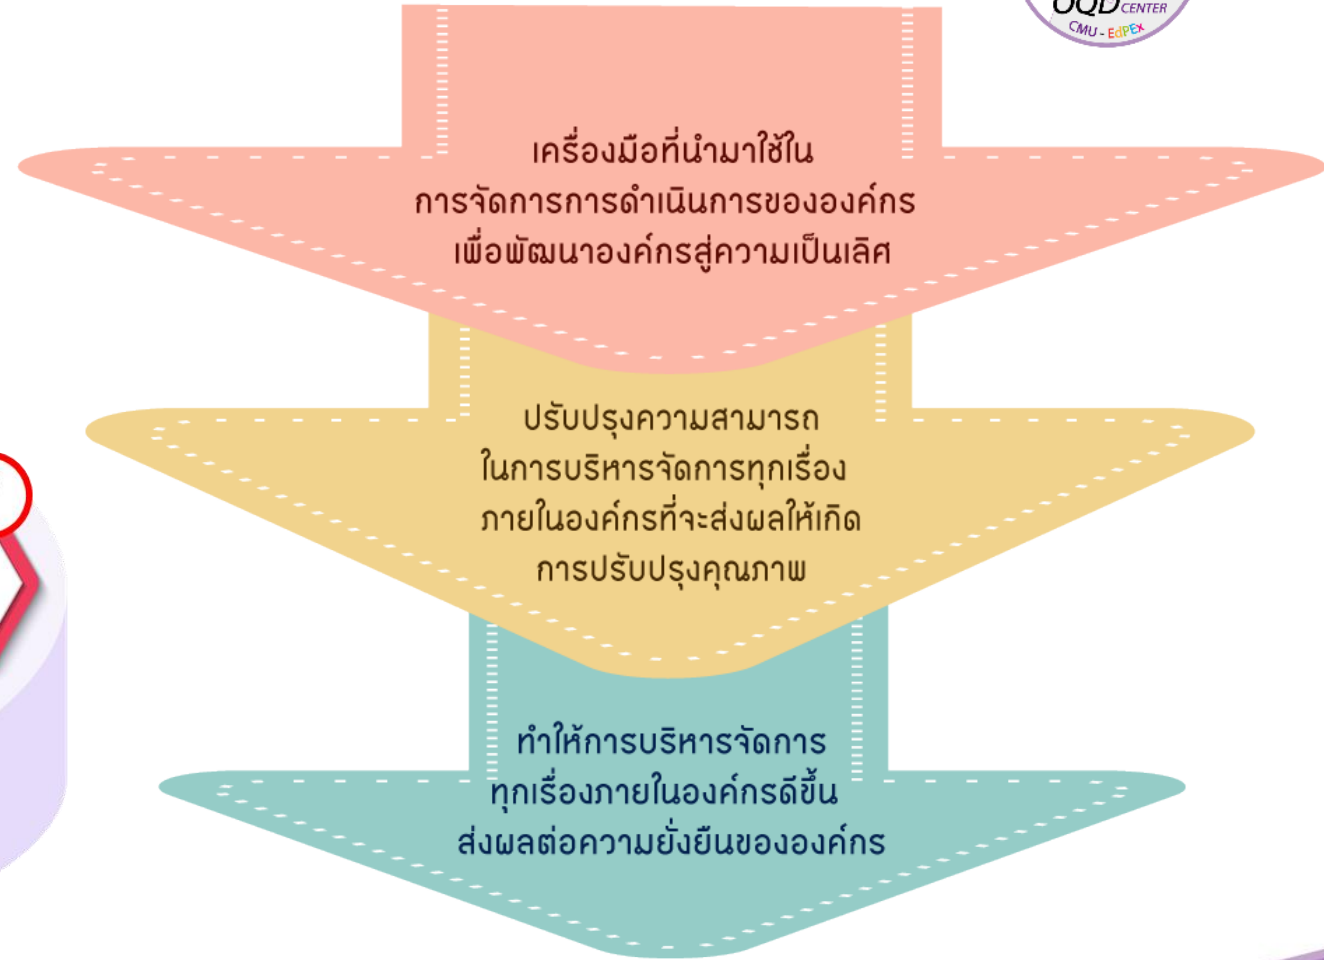 OQD CENTER
CMU - EdPEx
เครื่องมือที่นำมาใช้ใน
การจัดการการดำเนินการขององค์กร
เพื่อพัฒนาองค์กรสู่ความเป็นเลิศ
ปรับปรุงความสามารถ
ในการบริหารจัดการทุกเรื่อง
ภายในองค์กรที่จะส่งผลให้เกิด
การปรับปรุงคุณภาพ
ทำให้การบริหารจัดการ
ทุกเรื่องภายในองค์กรดีขึ้น
ส่งผลต่อความยั่งยืนขององค์กร